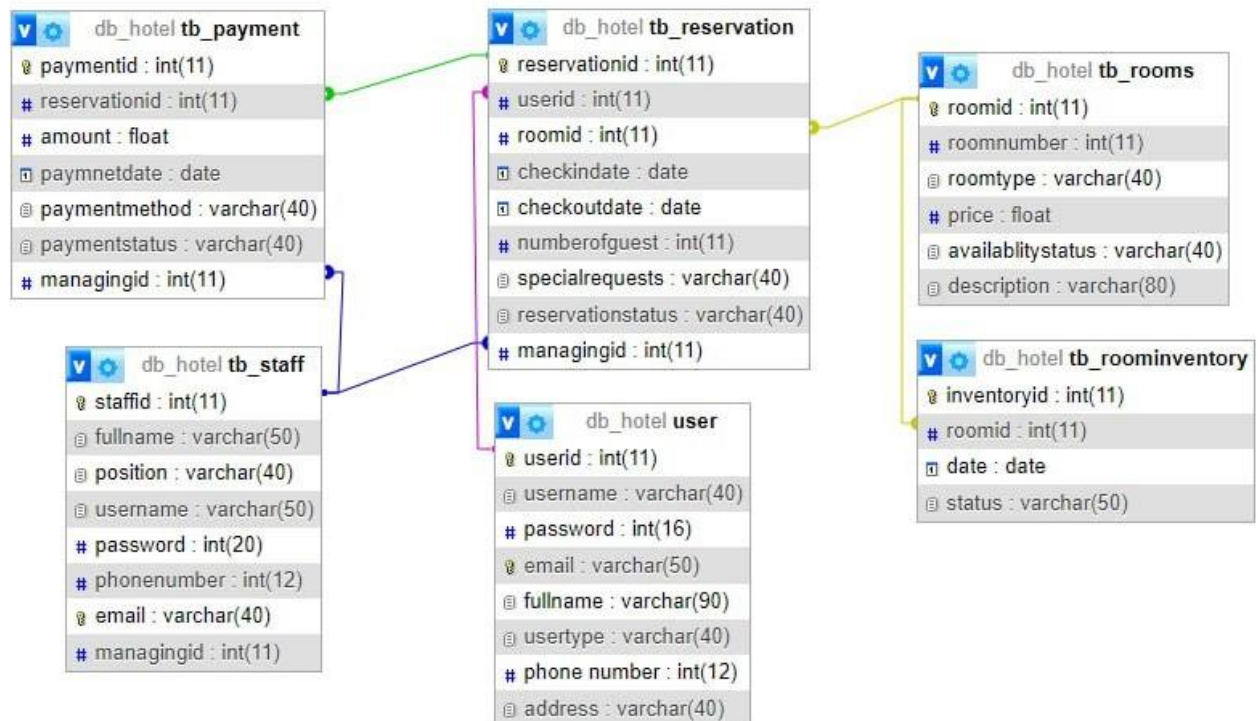 db_hotel tb_payment
paymentid : int(11)
# reservationid : int(11)
# amount : float
paymnetdate : date
paymentmethod : varchar(40)
paymentstatus : varchar(40)
# managingid : int(11)
db_hotel tb_staff
staffid : int(11)
fullname : varchar(50)
position : varchar(40)
username : varchar(50)
# password : int(20)
# phonenumber : int(12)
email : varchar(40)
# managingid : int(11)
db_hotel tb_reservation
reservationid : int(11)
# userid : int(11)
# roomid : int(11)
checkindate : date
checkoutdate : date
# numberofguest : int(11)
specialrequests : varchar(40)
reservationstatus : varchar(40)
# managingid : int(11)
db_hotel user
userid : int(11)
username : varchar(40)
# password : int(16)
email : varchar(50)
fullname : varchar(90)
usertype : varchar(40)
# phone number : int(12)
address : varchar(40)
db_hotel tb_rooms
roomid : int(11)
# roomnumber : int(11)
roomtype : varchar(40)
# price : float
availablitystatus : varchar(40)
description : varchar(80)
db_hotel tb_roominventory
inventoryid : int(11)
# roomid : int(11)
date : date
status : varchar(50)